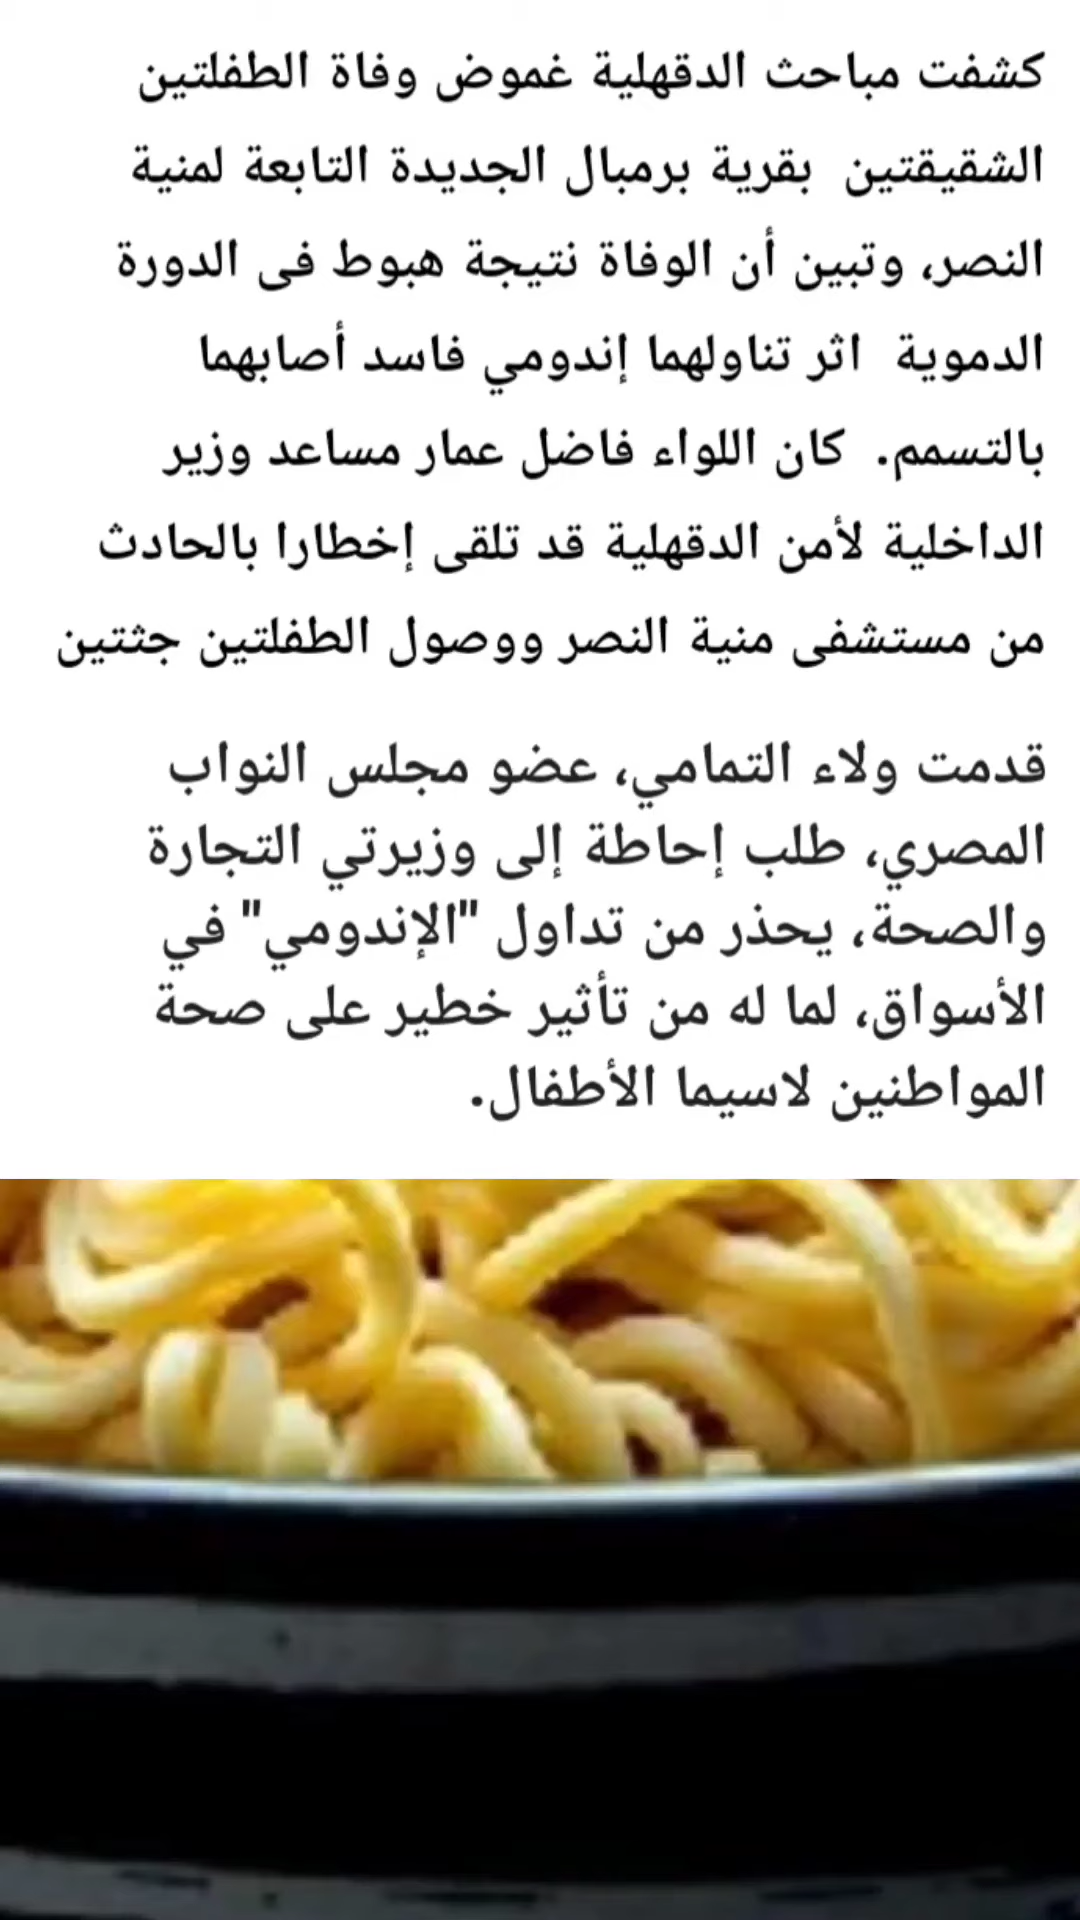 كشفت مباحث الدقهلية غموض وفاة الطفلتين
الشقيقتين بقرية برمبال الجديدة التابعة لمنية
النصر، وتبين أن الوفاة نتيجة هبوط فى الدورة
الدموية اثر تناولهما إندومي فاسد أصابهما
بالتسمم. كان اللواء فاضل عمار مساعد وزير
الداخلية لأمن الدقهلية قد تلقى إخطارا بالحادث
من مستشفى منية النصر ووصول الطفلتين جثتين
قدمت ولاء التمامي، عضو مجلس النواب
المصري، طلب إحاطة إلى وزيرتي التجارة
والصحة، يحذر من تداول "الإندومي" في
الأسواق، لما له من تأثير خطير على صحة
المواطنين لاسيما الأطفال.